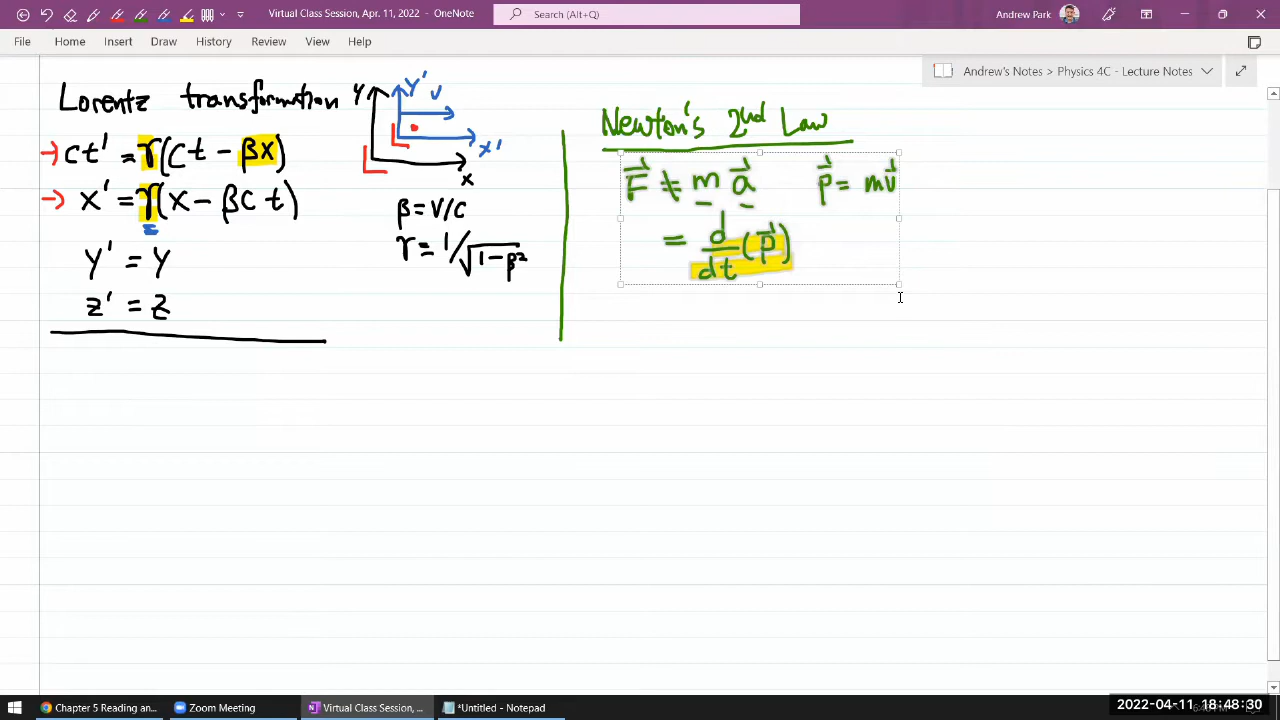 Virtual Class Session, Apr. 11, 2022 - OneNote
Search (Alt+Q)
Andrew Park
File Home Insert Draw History Review View Help
Andrew's Notes > Physics 4C - Lecture Notes
Lorentz transformation
→ ct' = γ(ct - βx)
→ x' = γ(x - βc t)
y' = y
z' = z
y y' v
x'
x
β = v/c
γ = 1/√1-β²
Newton's 2nd Law
F⃗ ≠ m a⃗ p⃗ = mv⃗
= d/dt (p⃗)
Chapter 5 Reading an...
Zoom Meeting
Virtual Class Session, ...
*Untitled - Notepad
2022-04-11 18:48:30